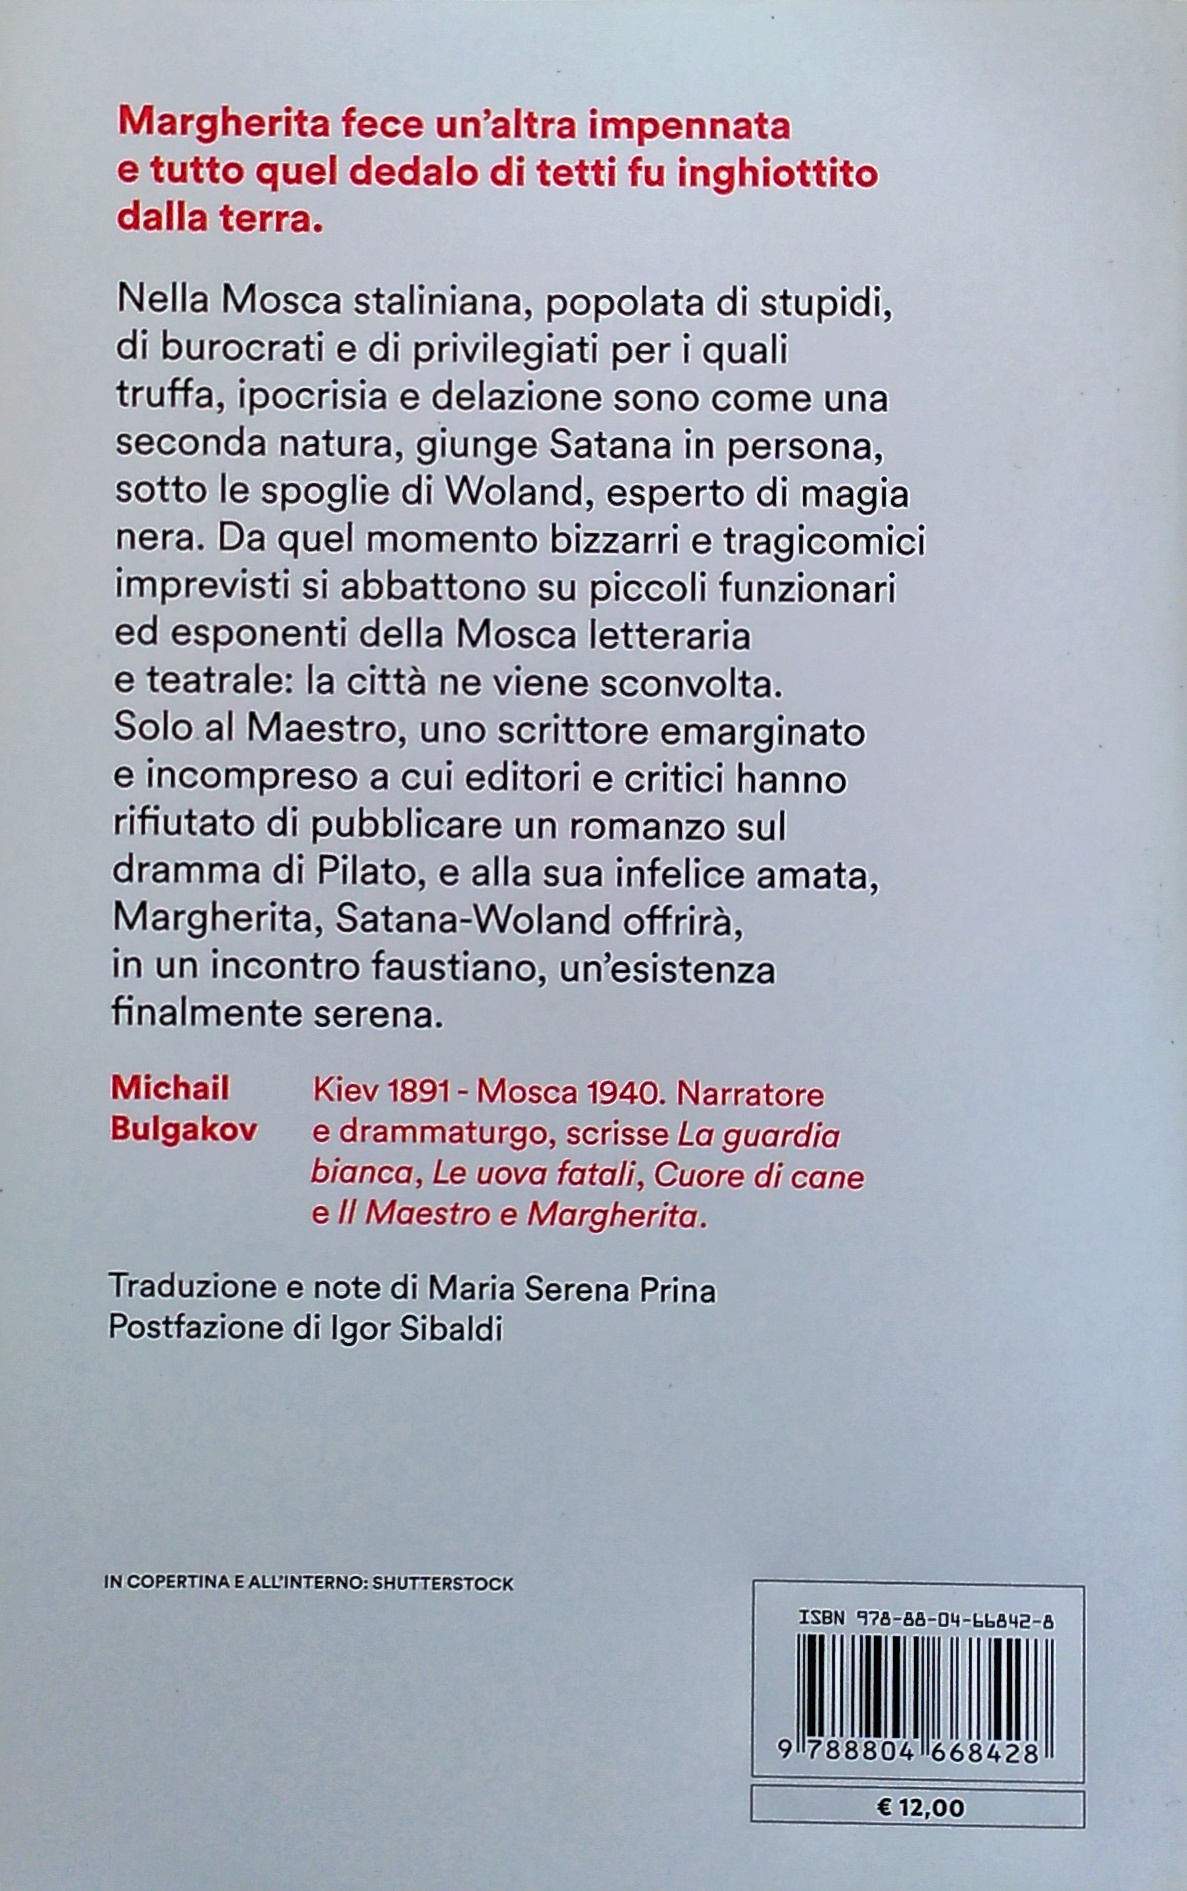 Margherita fece un'altra impennata
e tutto quel dedalo di tetti fu inghiottito
dalla terra.
Nella Mosca staliniana, popolata di stupidi,
di burocrati e di privilegiati per i quali
truffa, ipocrisia e delazione sono come una
seconda natura, giunge Satana in persona,
sotto le spoglie di Woland, esperto di magia
nera. Da quel momento bizzarri e tragicomici
imprevisti si abbattono su piccoli funzionari
ed esponenti della Mosca letteraria
e teatrale: la città ne viene sconvolta.
Solo al Maestro, uno scrittore emarginato
e incompreso a cui editori e critici hanno
rifiutato di pubblicare un romanzo sul
dramma di Pilato, e alla sua infelice amata,
Margherita, Satana-Woland offrirà,
in un incontro faustiano, un'esistenza
finalmente serena.
Michail
Bulgakov
Kiev 1891 - Mosca 1940. Narratore
e drammaturgo, scrisse La guardia
bianca, Le uova fatali, Cuore di cane
e Il Maestro e Margherita.
Traduzione e note di Maria Serena Prina
Postfazione di Igor Sibaldi
IN COPERTINA E ALL'INTERNO: SHUTTERSTOCK
ISBN 978-88-04-66842-8
9 788804 668428
€ 12,00